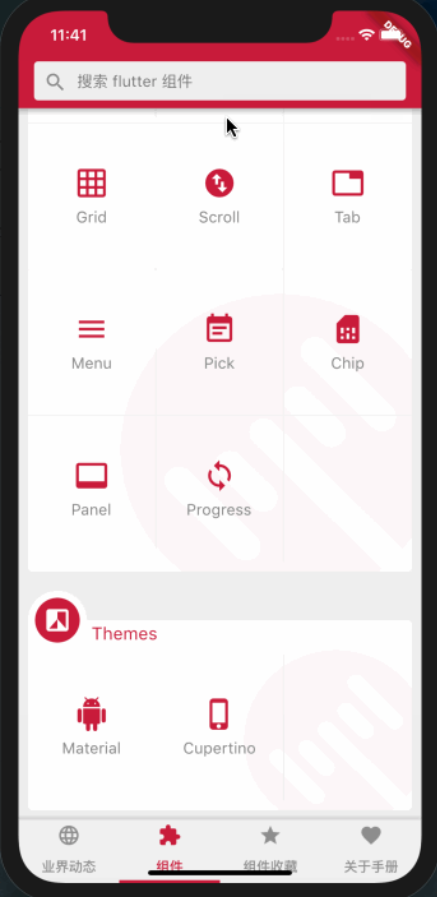 11:41
DEBUG
搜索 flutter 组件
Grid
Scroll
Tab
Menu
Pick
Chip
Panel
Progress
Themes
Material
Cupertino
业界动态
组件
组件收藏
关于手册